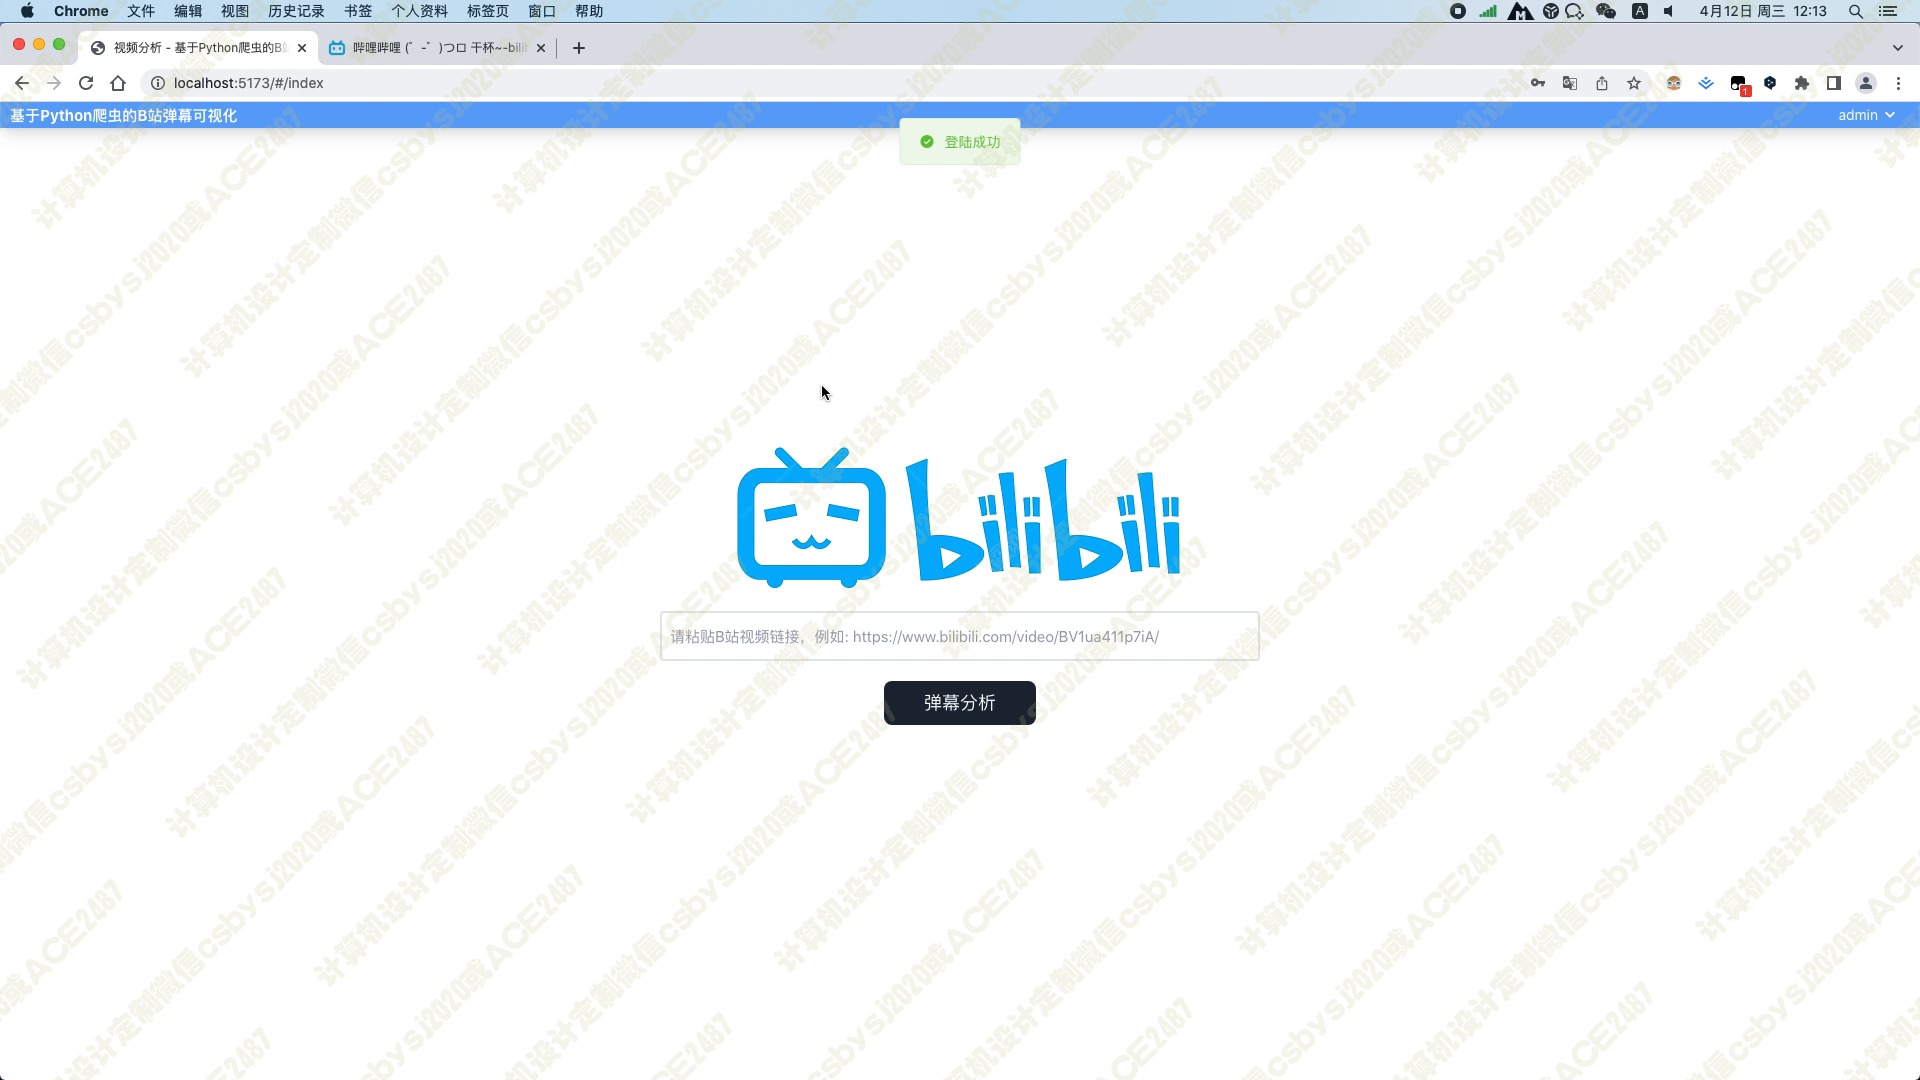 Chrome 文件 编辑 视图 历史记录 书签 个人资料 标签页 窗口 帮助 A 4月12日 周三 12:13
视频分析 - 基于Python爬虫的B站 哔哩哔哩 (゜-゜)つロ 干杯~-bili
localhost:5173/#/index 1
基于Python爬虫的B站弹幕可视化 admin
登陆成功
bilibili
请粘贴B站视频链接，例如: https://www.bilibili.com/video/BV1ua411p7iA/
弹幕分析
计算机设计定制微信csbysj2020或ACE2487